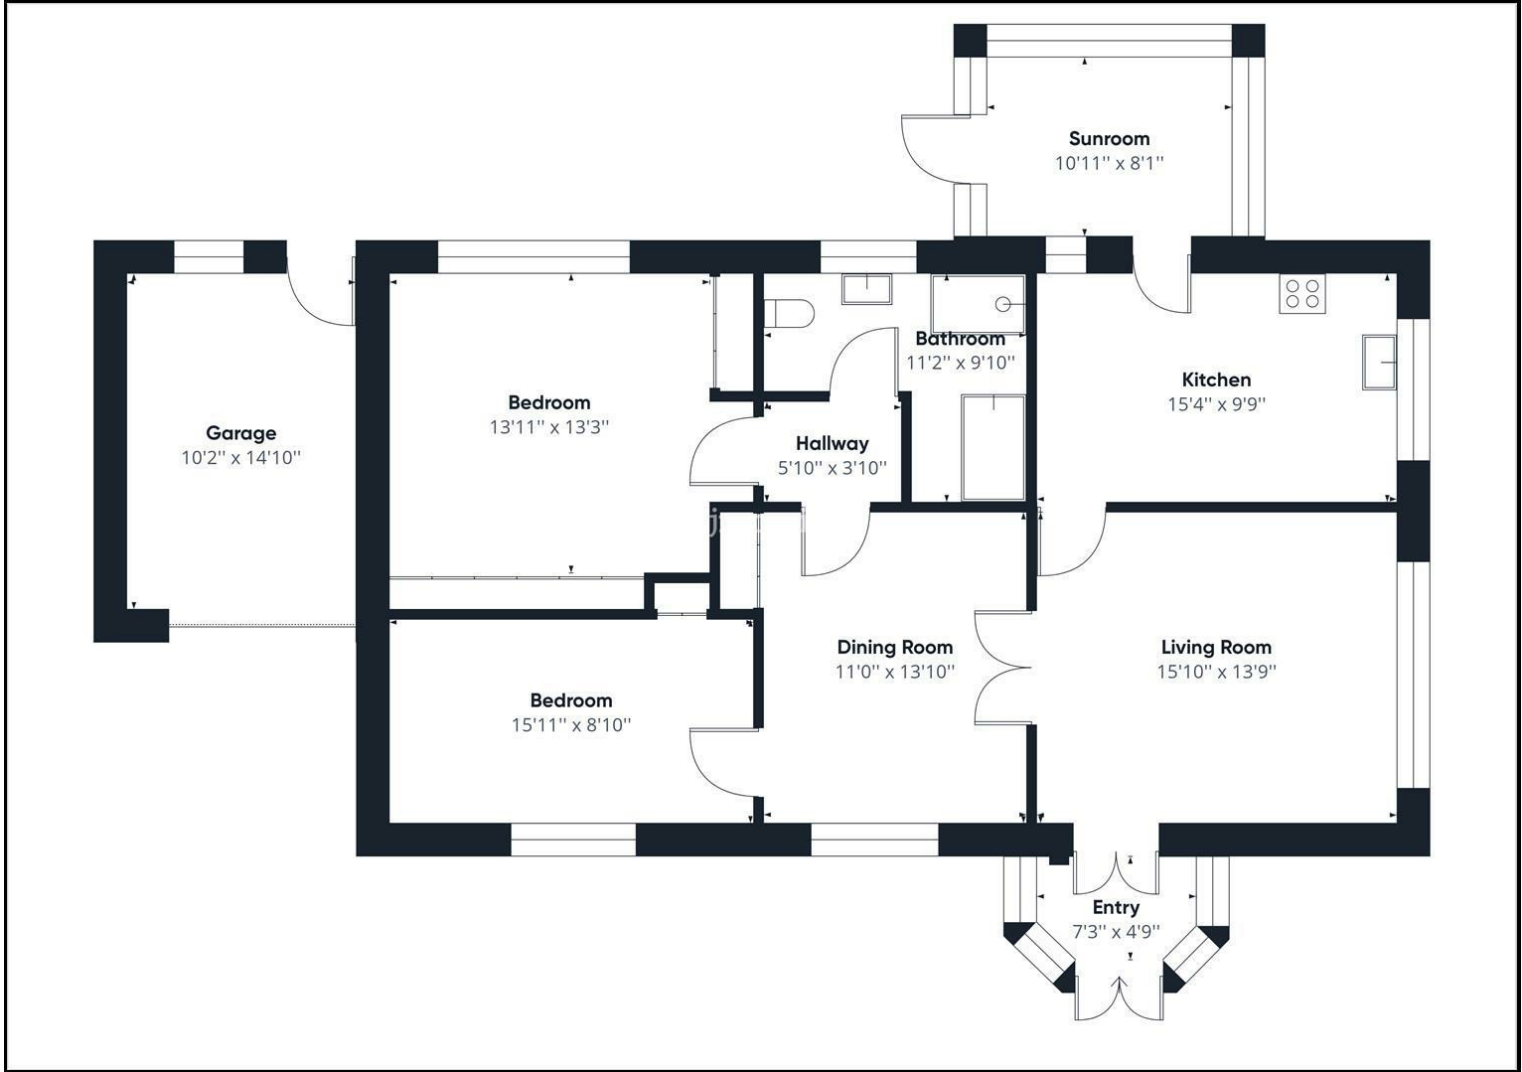 Sunroom
10'11'' x 8'1''
Bathroom
11'2'' x 9'10''
Kitchen
15'4'' x 9'9''
Bedroom
13'11'' x 13'3''
Garage
10'2'' x 14'10''
Hallway
5'10'' x 3'10''
Dining Room
11'0'' x 13'10''
Living Room
15'10'' x 13'9''
Bedroom
15'11'' x 8'10''
Entry
7'3'' x 4'9''